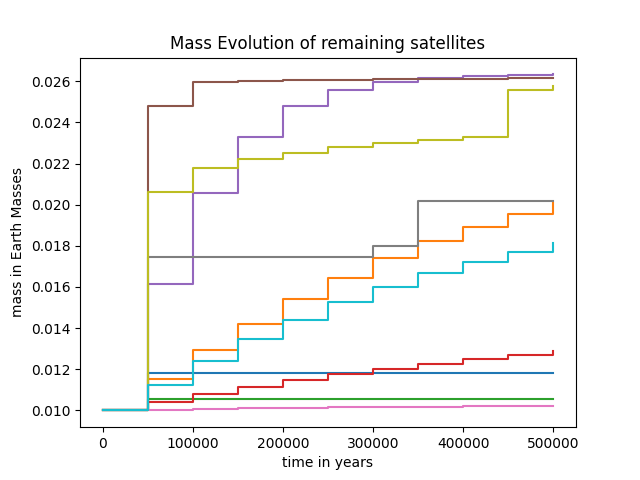 Mass Evolution of remaining satellites
mass in Earth Masses
0.026
0.024
0.022
0.020
0.018
0.016
0.014
0.012
0.010
0 100000 200000 300000 400000 500000
time in years